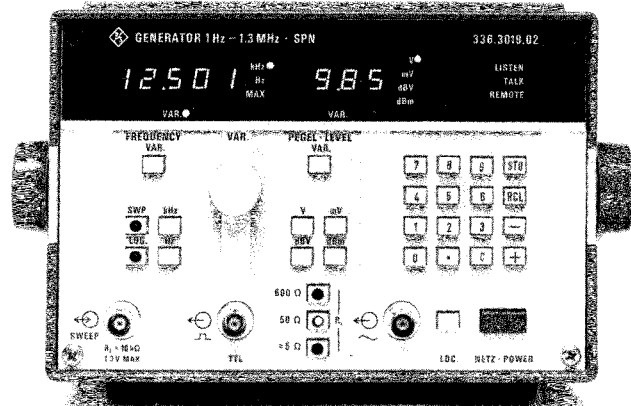 GENERATOR 1 Hz – 1.3 MHz · SPN 336.3019.02
12.501 kHz Hz MAX 9.85 V mV dBV dBm
LISTEN
TALK
REMOTE
VAR. VAR.
FREQUENCY VAR. PEGEL - LEVEL
VAR. VAR.
7 8 9 STO
4 5 6 RCL
SWP kHz V mV
1 2 3 −
LOG. Hz dBV dBm
0 • C +
600 Ω
50 Ω
≈5 Ω
SWEEP
Ri = 10 kΩ
10V MAX
TTL
LOC. NETZ - POWER